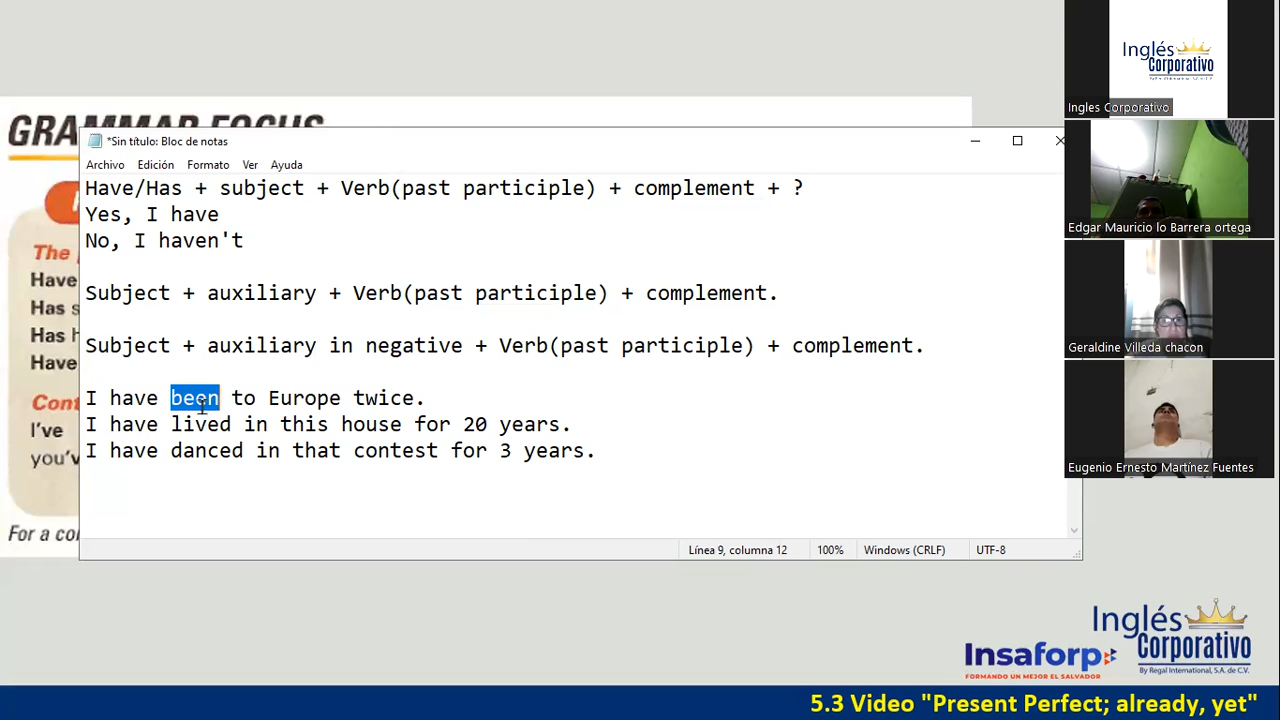 GRAMMAR FOCUS
*Sin título: Bloc de notas
Archivo Edición Formato Ver Ayuda
Have/Has + subject + Verb(past participle) + complement + ?
Yes, I have
No, I haven't
Subject + auxiliary + Verb(past participle) + complement.
Subject + auxiliary in negative + Verb(past participle) + complement.
I have been to Europe twice.
I have lived in this house for 20 years.
I have danced in that contest for 3 years.
Línea 9, columna 12 100% Windows (CRLF) UTF-8
The
Have
Has
Has
Have
I've
For a
Inglés
Corporativo
By Regal International, S.A. de C.V.
Ingles Corporativo
Edgar Mauricio lo Barrera ortega
Geraldine Villeda chacon
Eugenio Ernesto Martínez Fuentes
Insaforp
FORMANDO UN MEJOR EL SALVADOR
Inglés
Corporativo
By Regal International, S.A. de C.V.
5.3 Video "Present Perfect; already, yet"